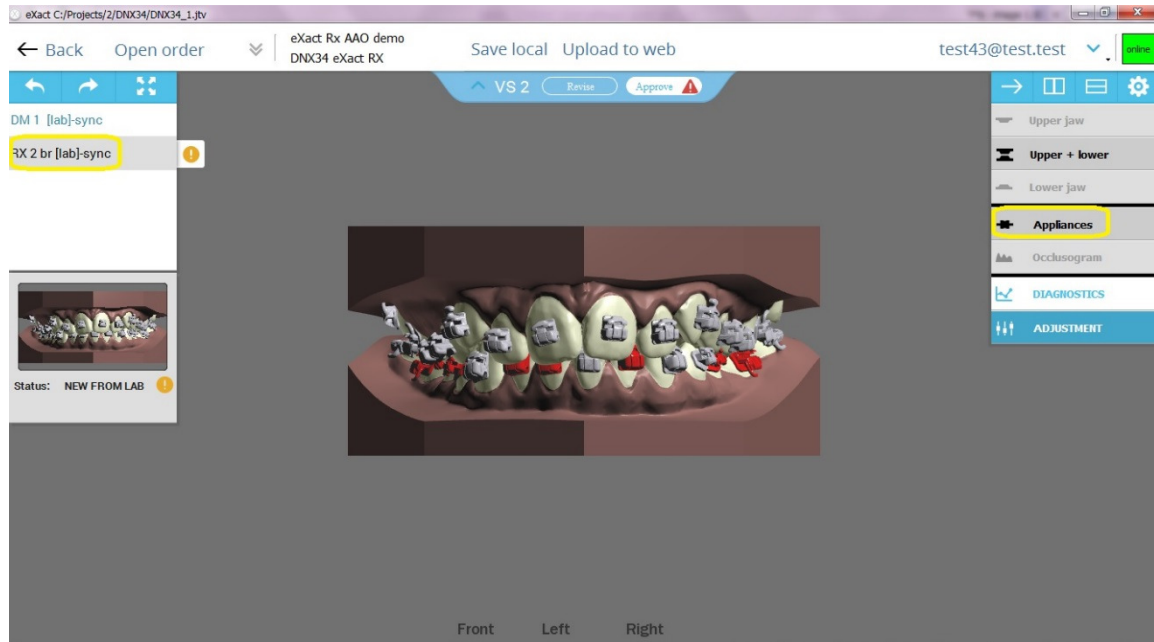 eXact C:/Projects/2/DNX34/DNX34_1.jtv
Back
Open order
eXact Rx AAO demo
DNX34 eXact RX
Save local
Upload to web
test43@test.test
online
VS 2
Revise
Approve
DM 1 [lab]-sync
RX 2 br [lab]-sync
Status: NEW FROM LAB
Upper jaw
Upper + lower
Lower jaw
Appliances
Occlusogram
DIAGNOSTICS
ADJUSTMENT
Front Left Right